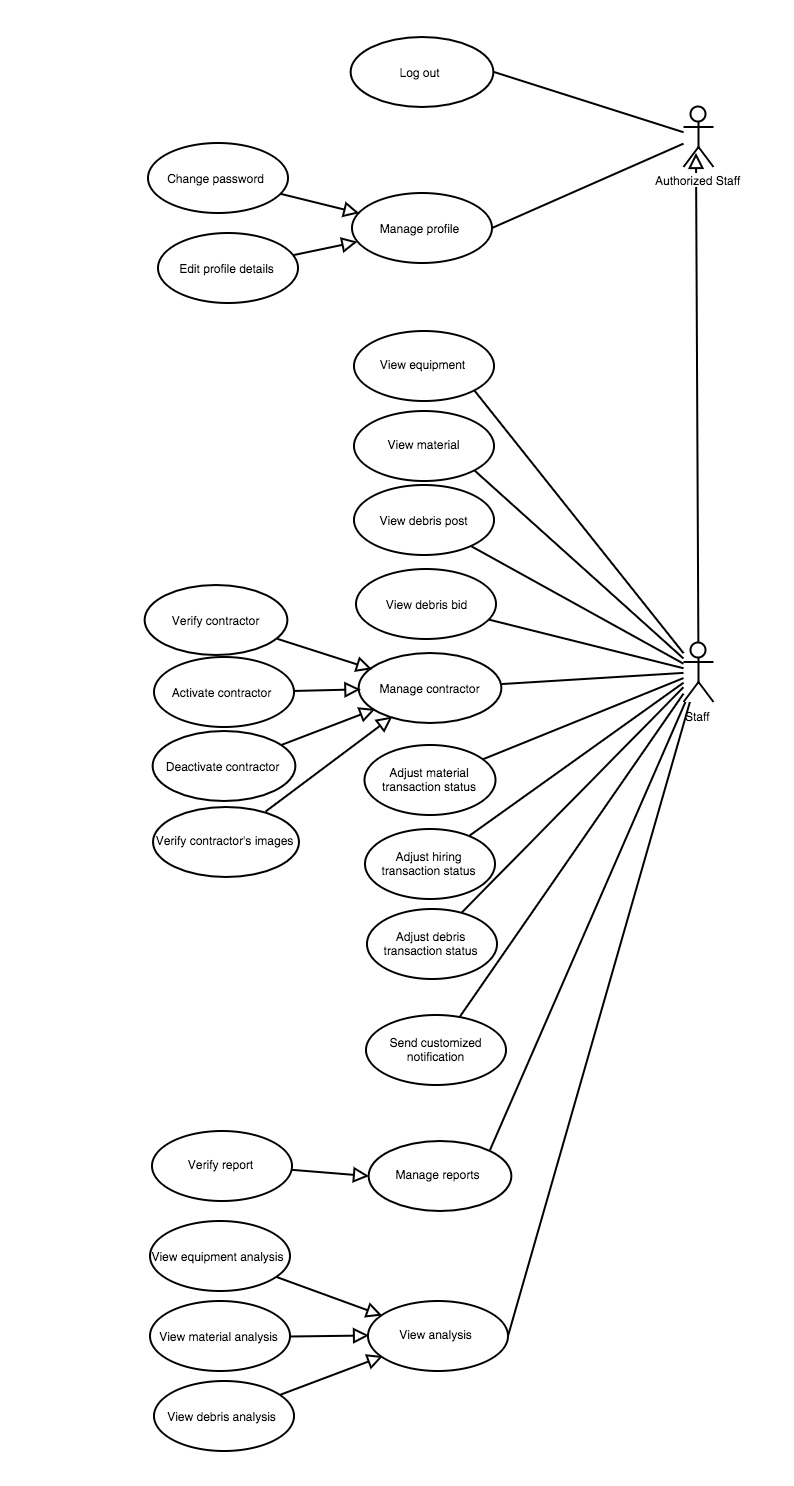 Log out
Authorized Staff
Change password
Manage profile
Edit profile details
View equipment
View material
View debris post
View debris bid
Verify contractor
Manage contractor
Activate contractor
Staff
Deactivate contractor
Adjust material
transaction status
Verify contractor's images
Adjust hiring
transaction status
Adjust debris
transaction status
Send customized
notification
Verify report
Manage reports
View equipment analysis
View material analysis
View analysis
View debris analysis